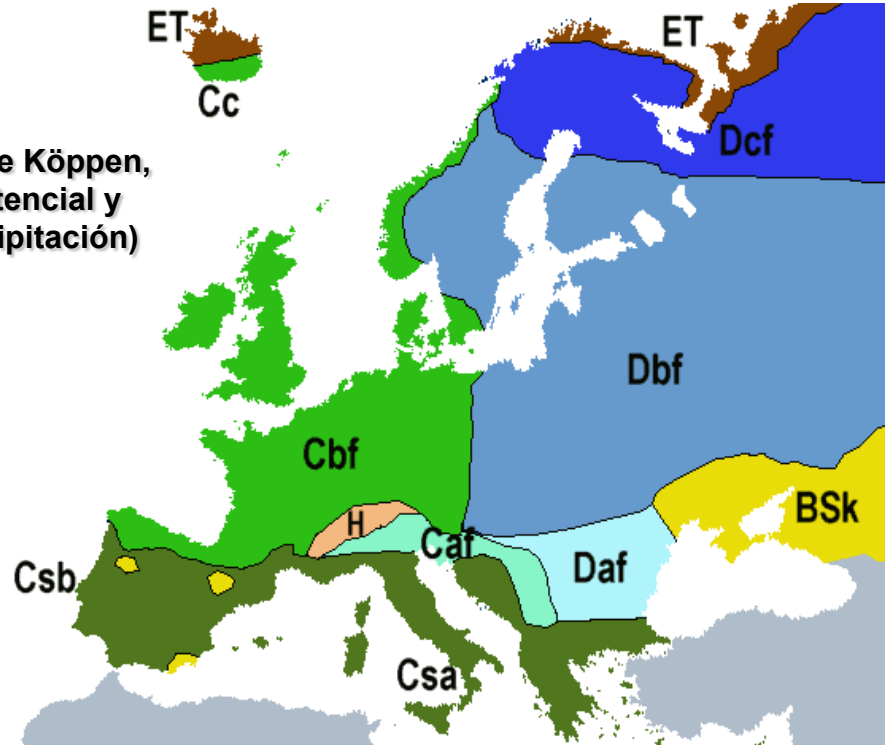 ET
ET
Cc
e Köppen,
tencial y
ipitación)
Dcf
Dbf
Cbf
BSk
H
Caf
Daf
Csb
Csa